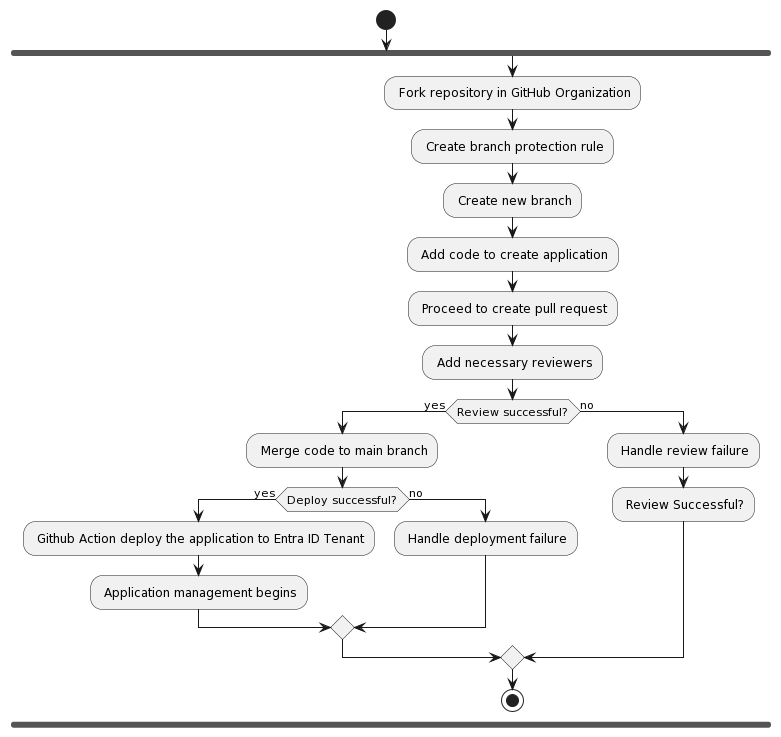 Fork repository in GitHub Organization
Create branch protection rule
Create new branch
Add code to create application
Proceed to create pull request
Add necessary reviewers
yes
Review successful?
no
Merge code to main branch
Handle review failure
yes
Deploy successful?
no
Review Successful?
Github Action deploy the application to Entra ID Tenant
Handle deployment failure
Application management begins